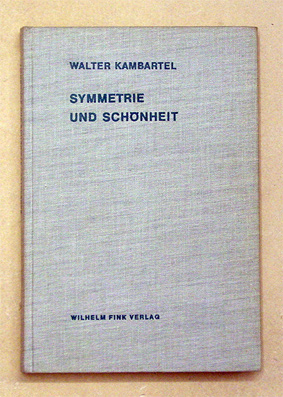 WALTER KAMBARTEL
SYMMETRIE
UND SCHÖNHEIT
WILHELM FINK VERLAG